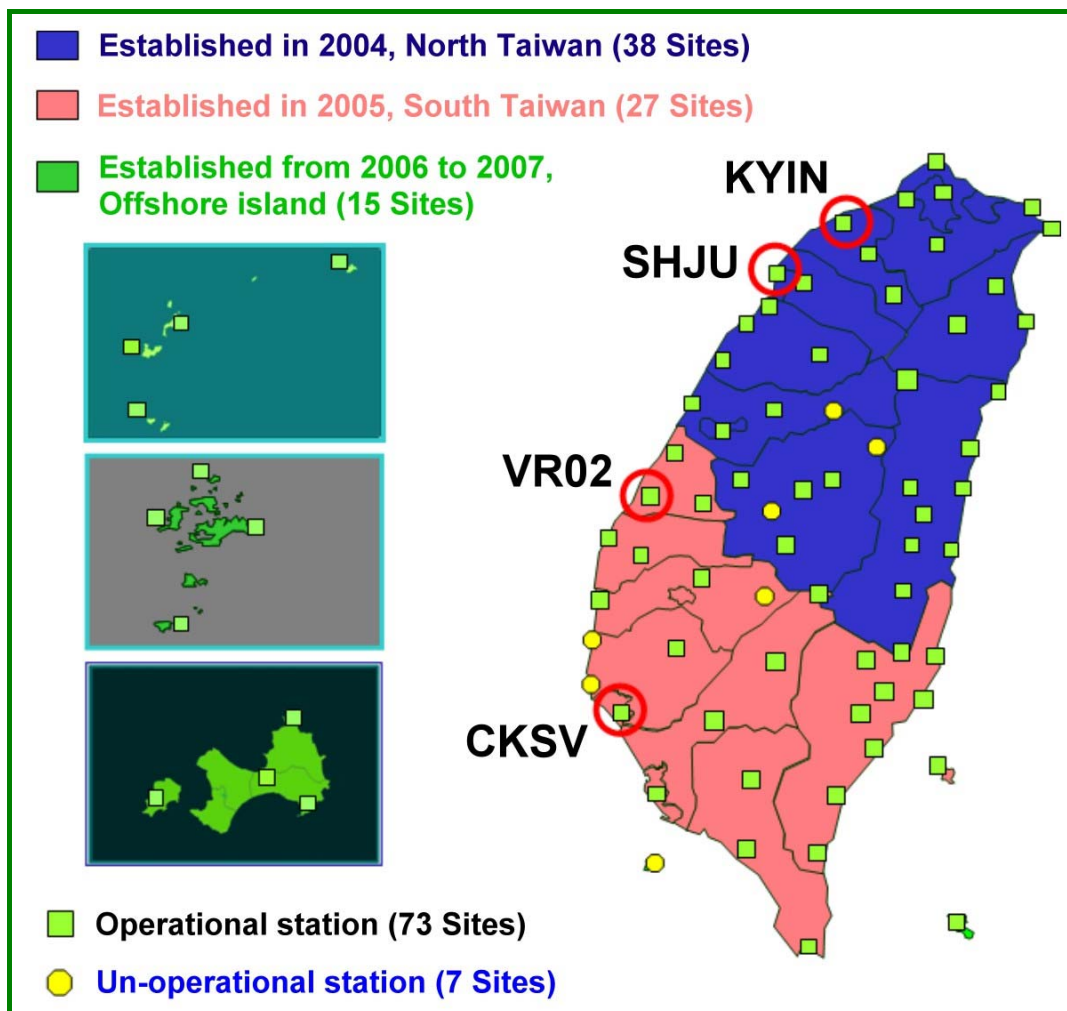 Established in 2004, North Taiwan (38 Sites)
Established in 2005, South Taiwan (27 Sites)
Established from 2006 to 2007,
Offshore island (15 Sites)
KYIN
SHJU
VR02
CKSV
Operational station (73 Sites)
Un-operational station (7 Sites)